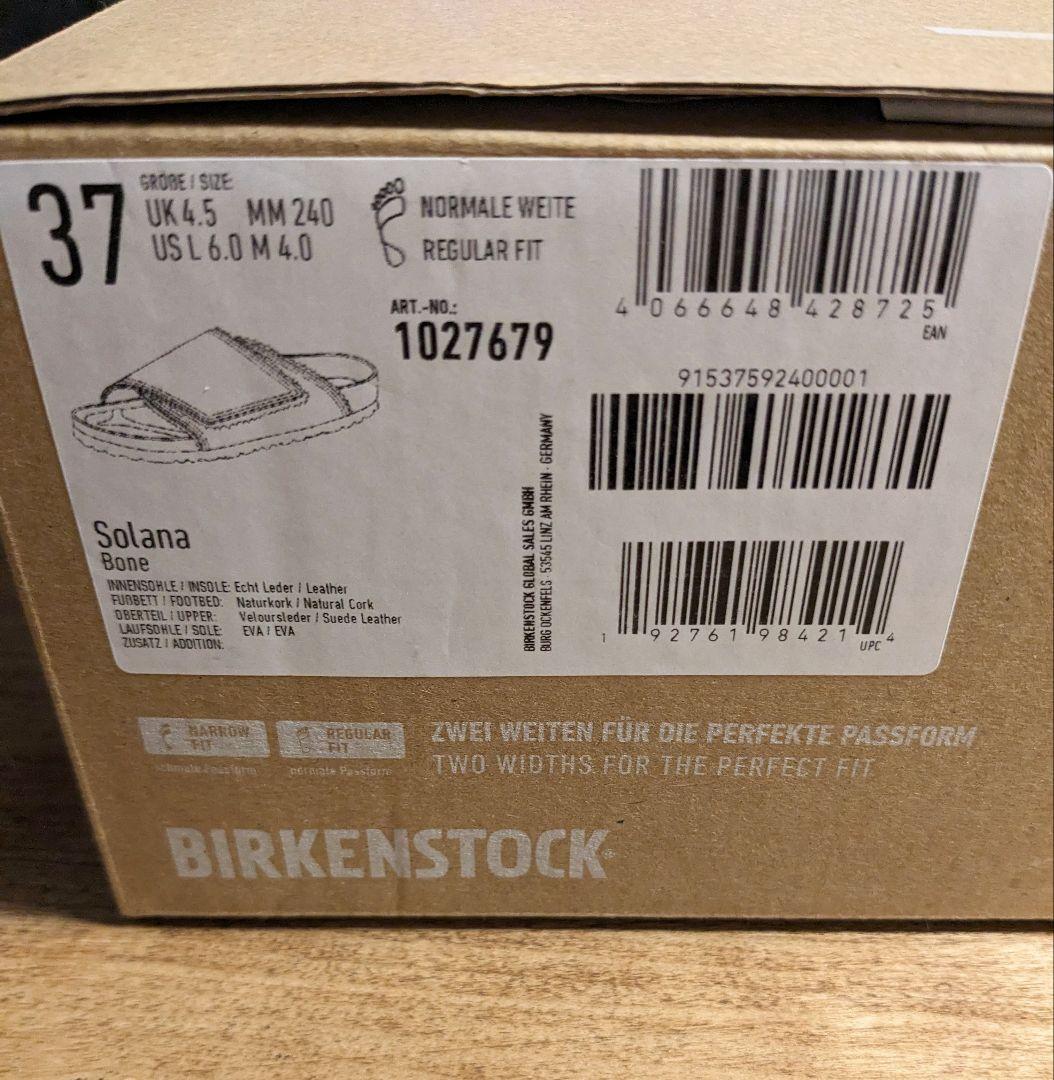 37
GRÖßE / SIZE:
UK 4.5 MM 240
US L 6.0 M 4.0
NORMALE WEITE
REGULAR FIT
ART.-NO.:
1027679
4 066648 428725
EAN
91537592400001
1 92761 98421 4
UPC
BIRKENSTOCK GLOBAL SALES GMBH
BURG OCKENFELS · 53545 LINZ AM RHEIN · GERMANY
Solana
Bone
INNENSOHLE / INSOLE: Echt Leder / Leather
FUßBETT / FOOTBED: Naturkork / Natural Cork
OBERTEIL / UPPER: Veloursleder / Suede Leather
LAUFSOHLE / SOLE: EVA / EVA
ZUSATZ / ADDITION:
NARROW
FIT
schmale Passform
REGULAR
FIT
normale Passform
ZWEI WEITEN FÜR DIE PERFEKTE PASSFORM
TWO WIDTHS FOR THE PERFECT FIT
BIRKENSTOCK